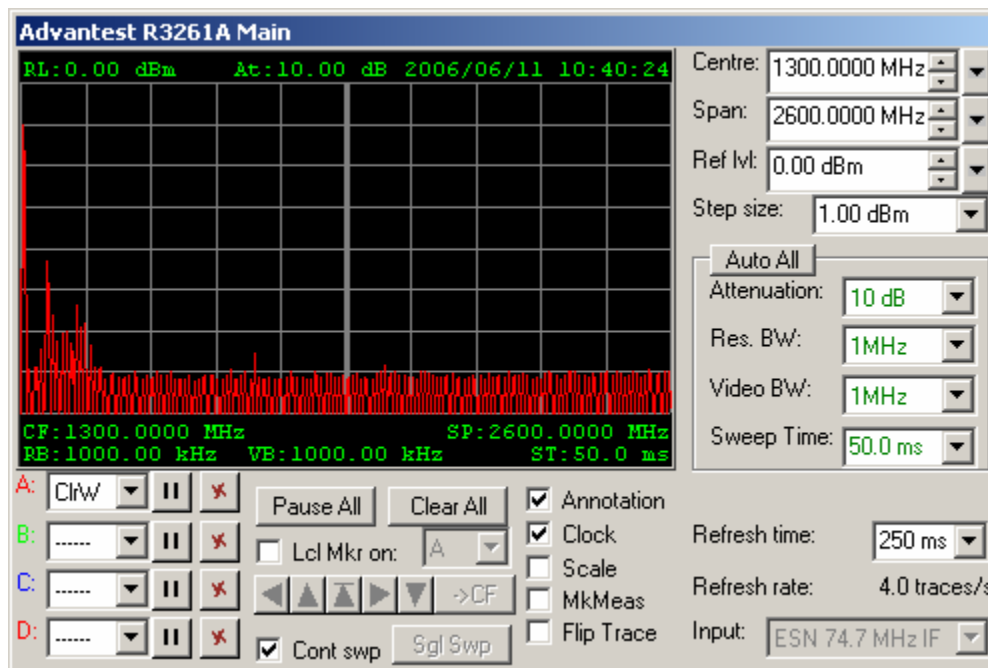 Advantest R3261A Main
RL:0.00 dBm At:10.00 dB 2006/06/11 10:40:24
CF:1300.0000 MHz SP:2600.0000 MHz
RB:1000.00 kHz VB:1000.00 kHz ST:50.0 ms
Centre: 1300.0000 MHz
Span: 2600.0000 MHz
Ref lvl: 0.00 dBm
Step size: 1.00 dBm
Auto All
Attenuation: 10 dB
Res. BW: 1MHz
Video BW: 1MHz
Sweep Time: 50.0 ms
A: ClrW
B: ------
C: ------
D: ------
Pause All Clear All
Lcl Mkr on: A
->CF
Cont swp Sgl Swp
Annotation
Clock
Scale
MkMeas
Flip Trace
Refresh time: 250 ms
Refresh rate: 4.0 traces/s
Input: ESN 74.7 MHz IF